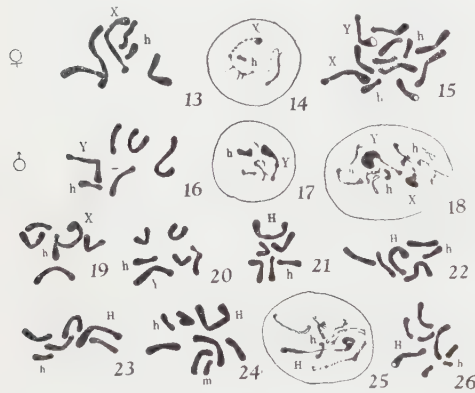 ♀ X h 13 X h h 14 Y X h h 15
♂ Y h 16 h Y 17 Y h h X 18
X h 19 h 20 H h 21 H h 22
h H 23 h H m 24 h H 25 H h 26